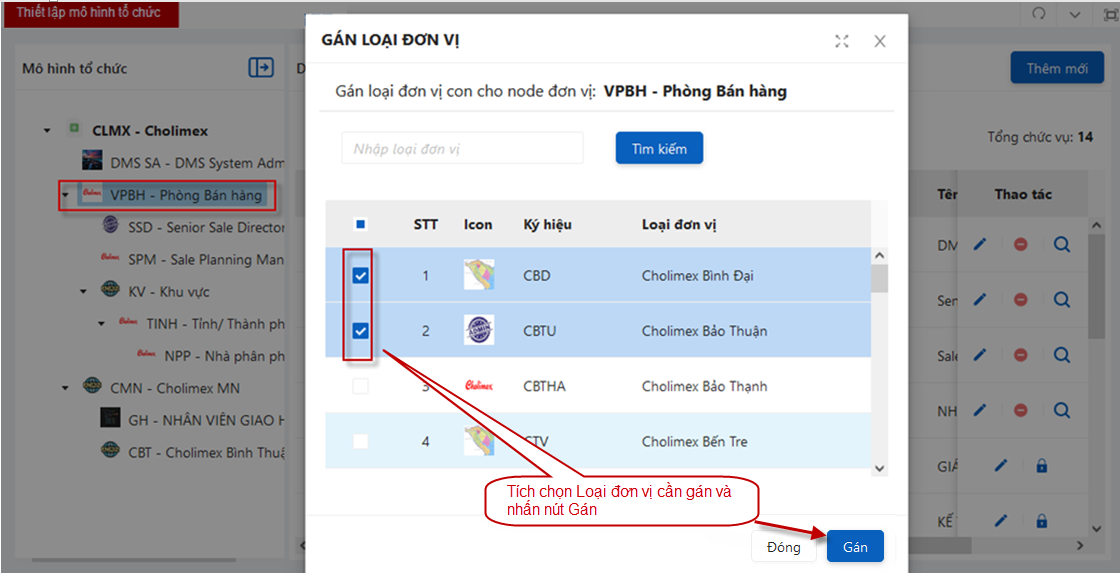 Thiết lập mô hình tổ chức
Mô hình tổ chức
D
Thêm mới
CLMX - Cholimex
DMS SA - DMS System Adm
VPBH - Phòng Bán hàng
SSD - Senior Sale Director
SPM - Sale Planning Man
KV - Khu vực
TINH - Tỉnh/ Thành ph
NPP - Nhà phân ph
CMN - Cholimex MN
GH - NHÂN VIÊN GIAO H
CBT - Cholimex Bình Thuậ
Tổng chức vụ: 14
Tên
Thao tác
DM
Sen
Sale
NH
GIÁ
KẾ
GÁN LOẠI ĐƠN VỊ
Gán loại đơn vị con cho node đơn vị: VPBH - Phòng Bán hàng
Nhập loại đơn vị
Tìm kiếm
STT Icon Ký hiệu Loại đơn vị
1 CBD Cholimex Bình Đại
2 ADMIN CBTU Cholimex Bảo Thuận
3 Cholimex CBTHA Cholimex Bảo Thạnh
4 CTV Cholimex Bến Tre
Tích chọn Loại đơn vị cần gán và
nhấn nút Gán
Đóng
Gán